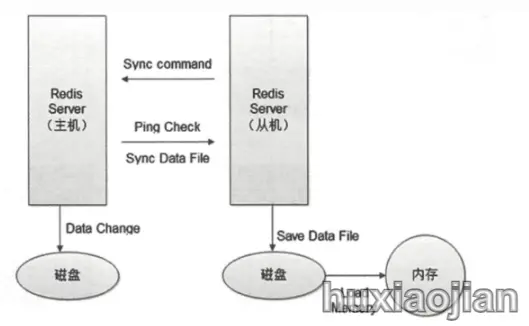 Sync command
Redis
Server
（主机）
Redis
Server
（从机）
Ping Check
Sync Data File
Data Change
Save Data File
磁盘
磁盘
内存
Load
Memory
huxiaojian